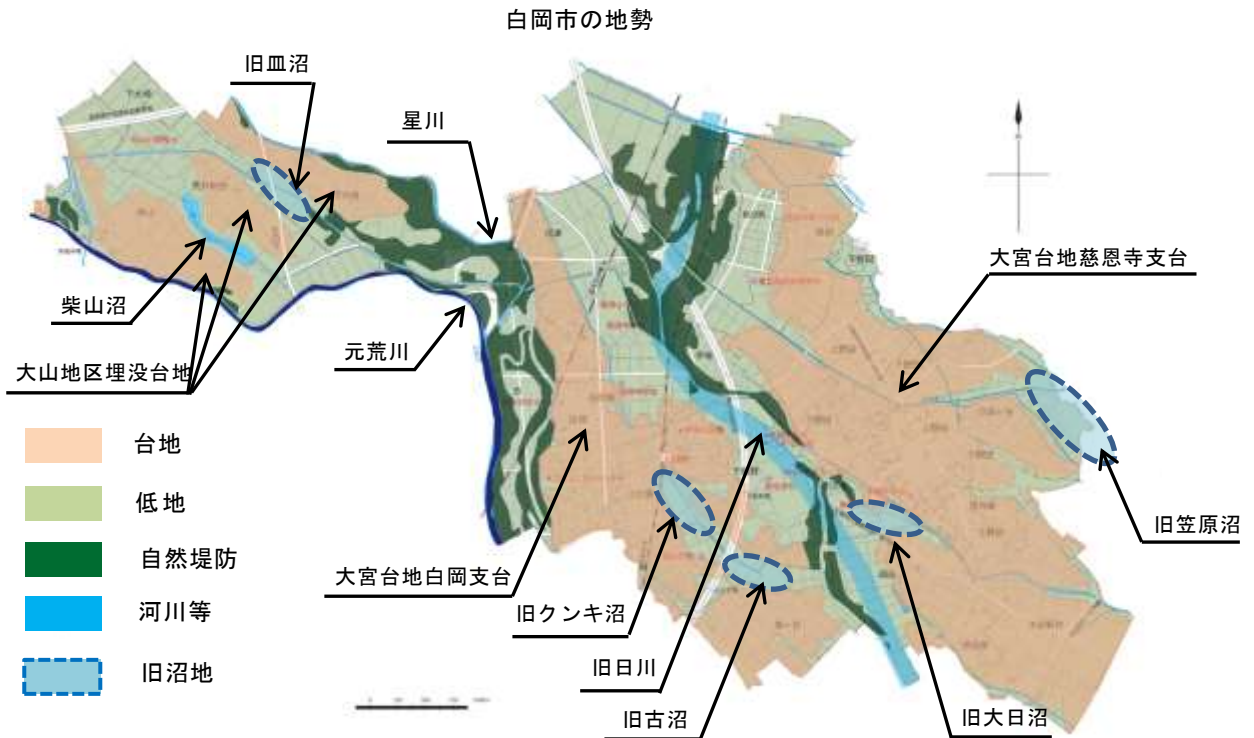 白岡市の地勢
旧皿沼
星川
大宮台地慈恩寺支台
柴山沼
元荒川
大山地区埋没台地
台地
低地
自然堤防
河川等
旧沼地
大宮台地白岡支台
旧クンキ沼
旧日川
旧古沼
旧大日沼
旧笠原沼